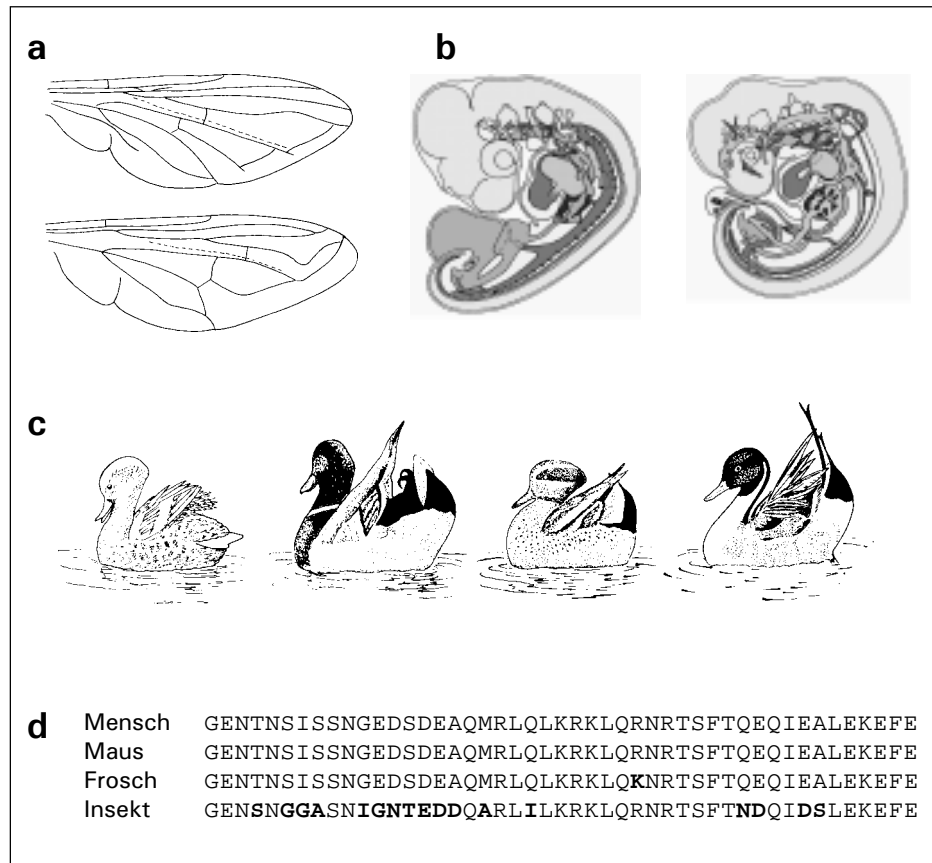 a
b
c
d
Mensch GENTNSISSNGEDSDEAQMRLQLKRKLQRNRTSFTQEQIEALEKEFE
Maus GENTNSISSNGEDSDEAQMRLQLKRKLQRNRTSFTQEQIEALEKEFE
Frosch GENTNSISSNGEDSDEAQMRLQLKRKLQKNRTSFTQEQIEALEKEFE
Insekt GENSNGGASNIGNTEDDQARLILKRKLQRNRTSFTNDQIDSLEKEFE